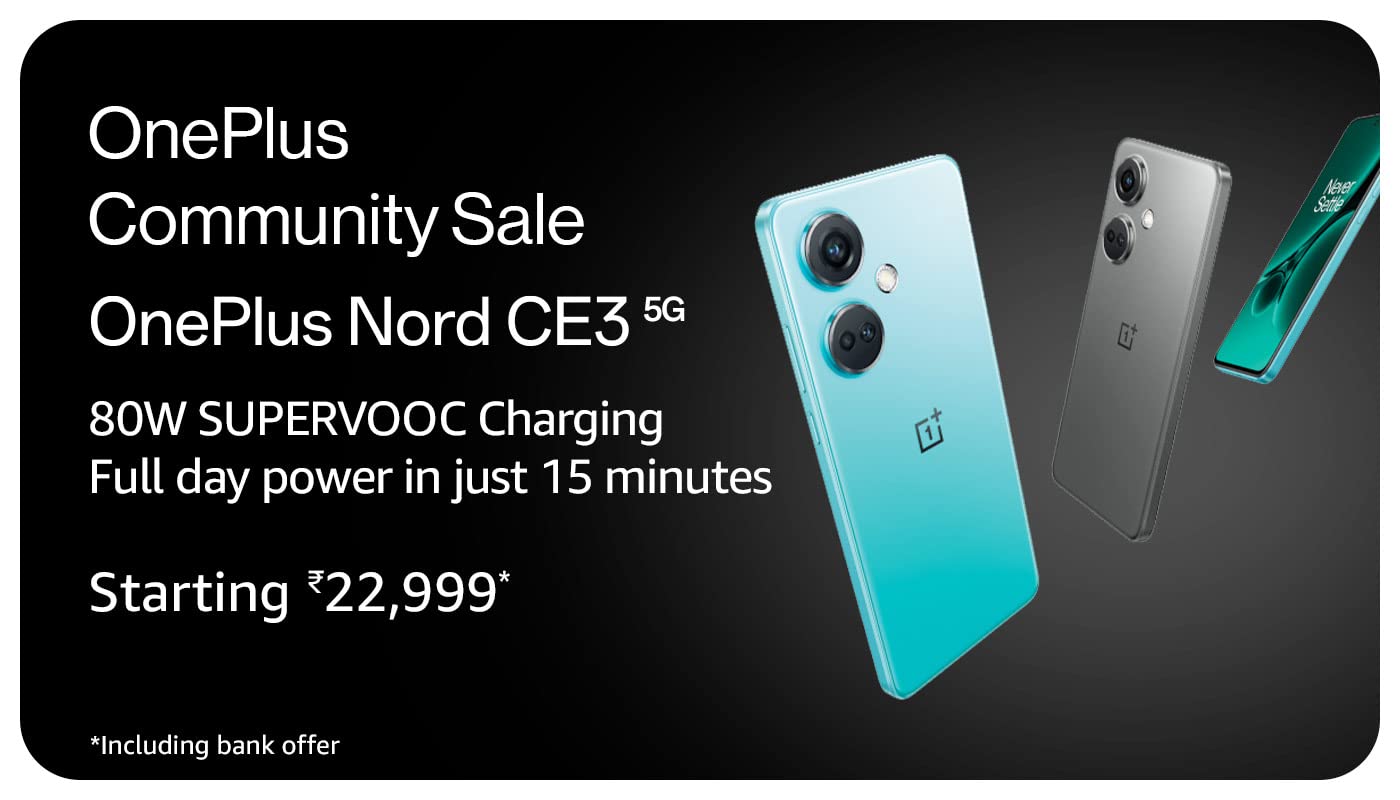 OnePlus
Community Sale
OnePlus Nord CE3 5G
80W SUPERVOOC Charging
Full day power in just 15 minutes
Starting ₹22,999*
*Including bank offer
Never
Settle